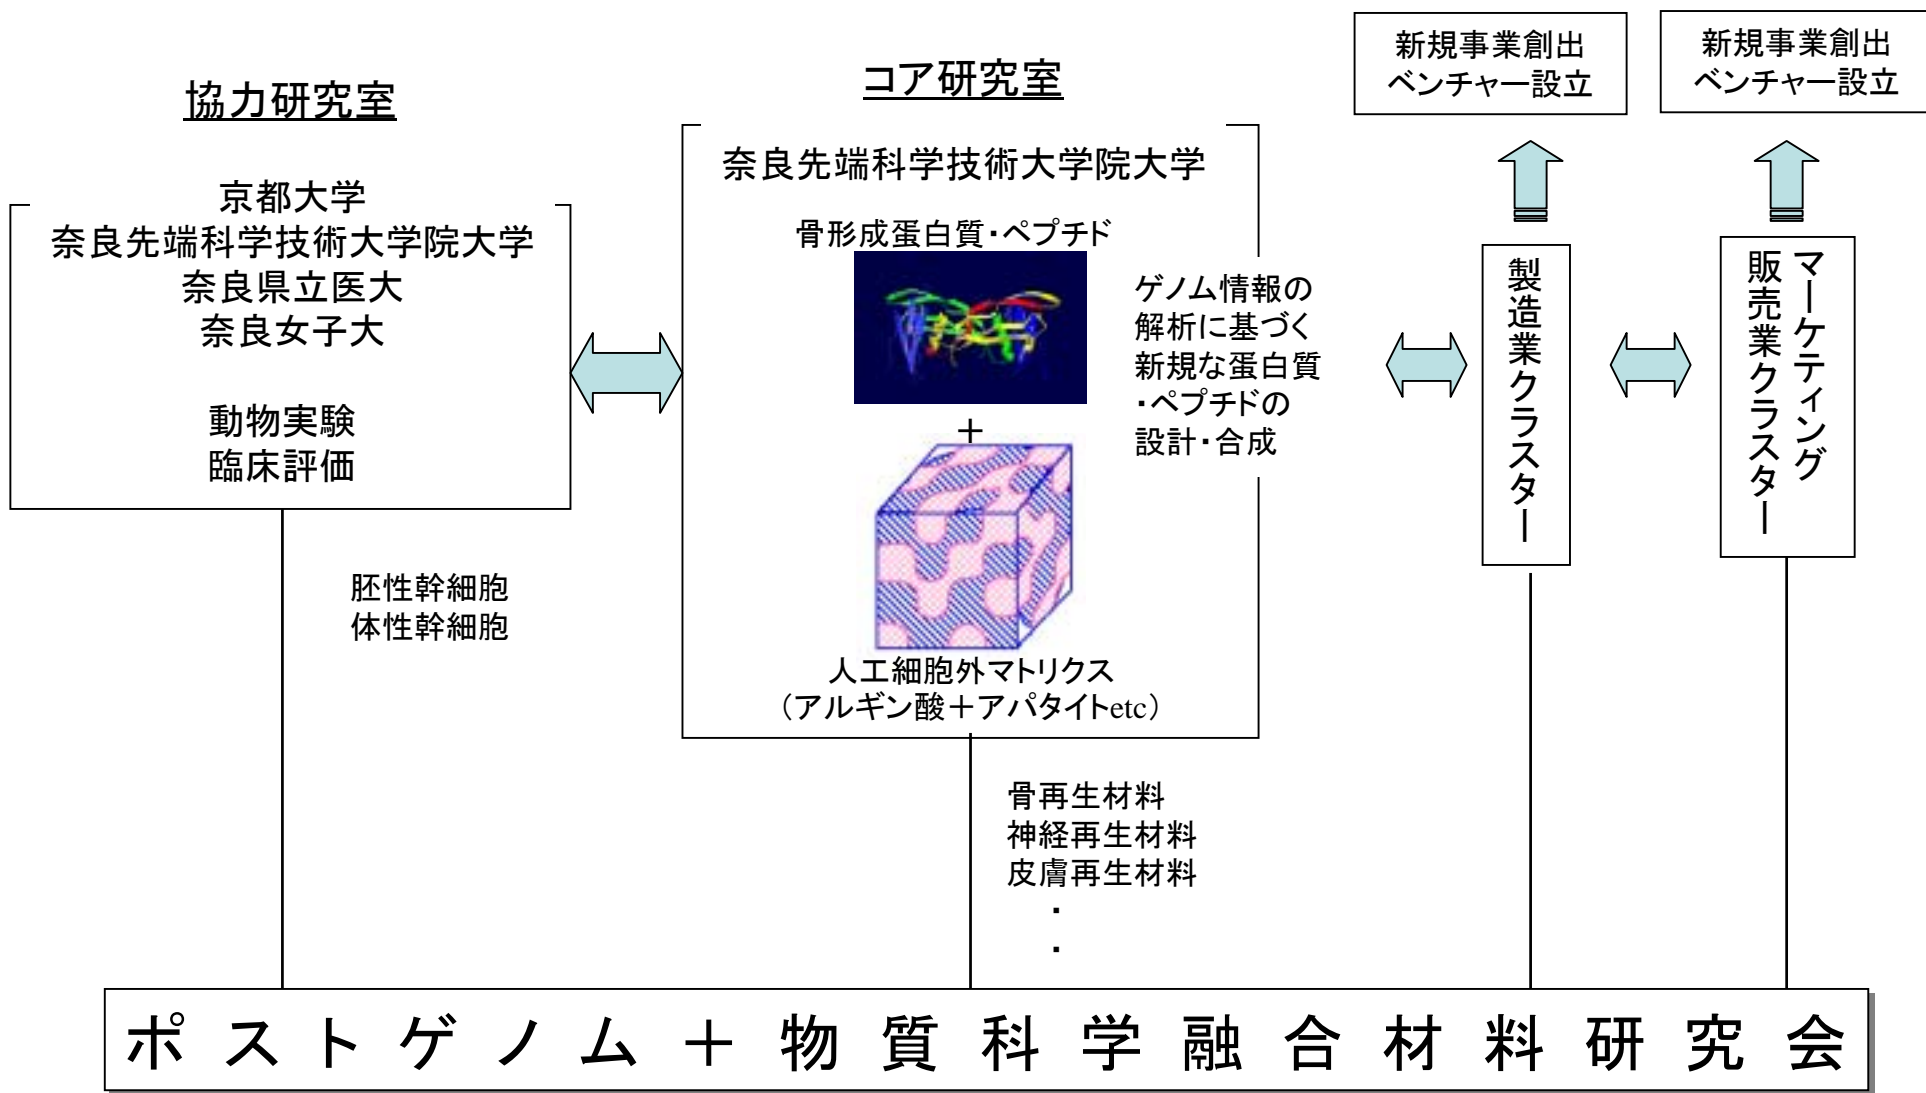 協力研究室
京都大学
奈良先端科学技術大学院大学
奈良県立医大
奈良女子大
動物実験
臨床評価
胚性幹細胞
体性幹細胞
コア研究室
奈良先端科学技術大学院大学
骨形成蛋白質・ペプチド
＋
人工細胞外マトリクス
（アルギン酸＋アパタイトetc）
ゲノム情報の
解析に基づく
新規な蛋白質
・ペプチドの
設計・合成
骨再生材料
神経再生材料
皮膚再生材料
・
・
新規事業創出
ベンチャー設立
製造業クラスター
新規事業創出
ベンチャー設立
マーケティング
販売業クラスター
ポストゲノム＋物質科学融合材料研究会